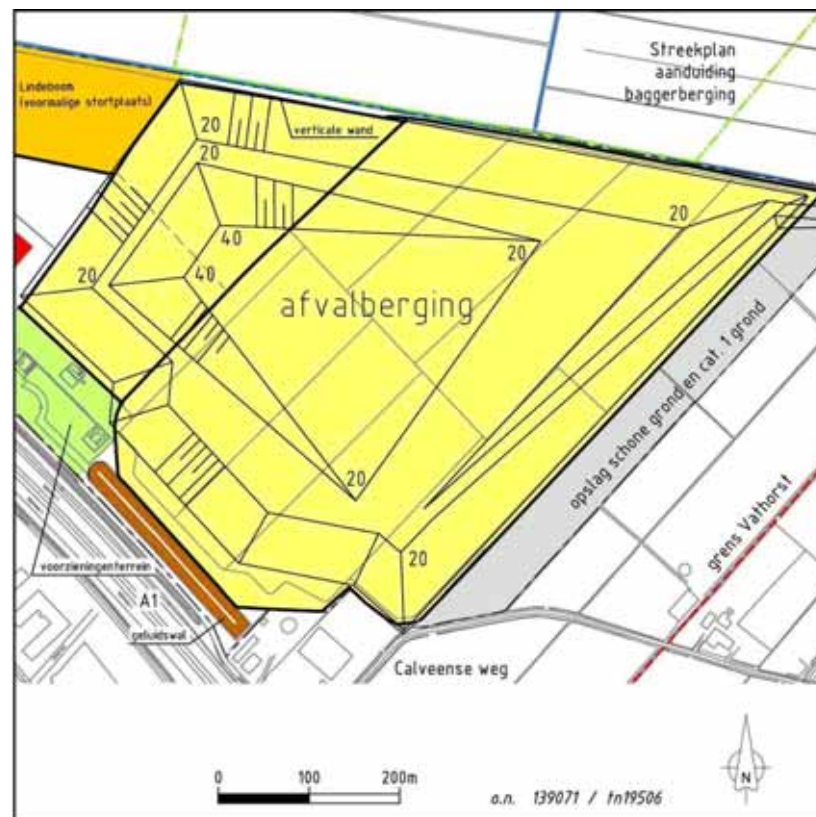 Streekplan
aanduiding
baggerberging
Lindeboom
(voormalige stortplaats)
verticale wand
20
20
20
20
40
40
20
afvalberging
opslag schone grond en cat. 1 grond
20
20
grens Vathorst
voorzieningenterrein
A1
geluidswal
Calveense weg
0 100 200m
N
a.n. 139071 / tn19506